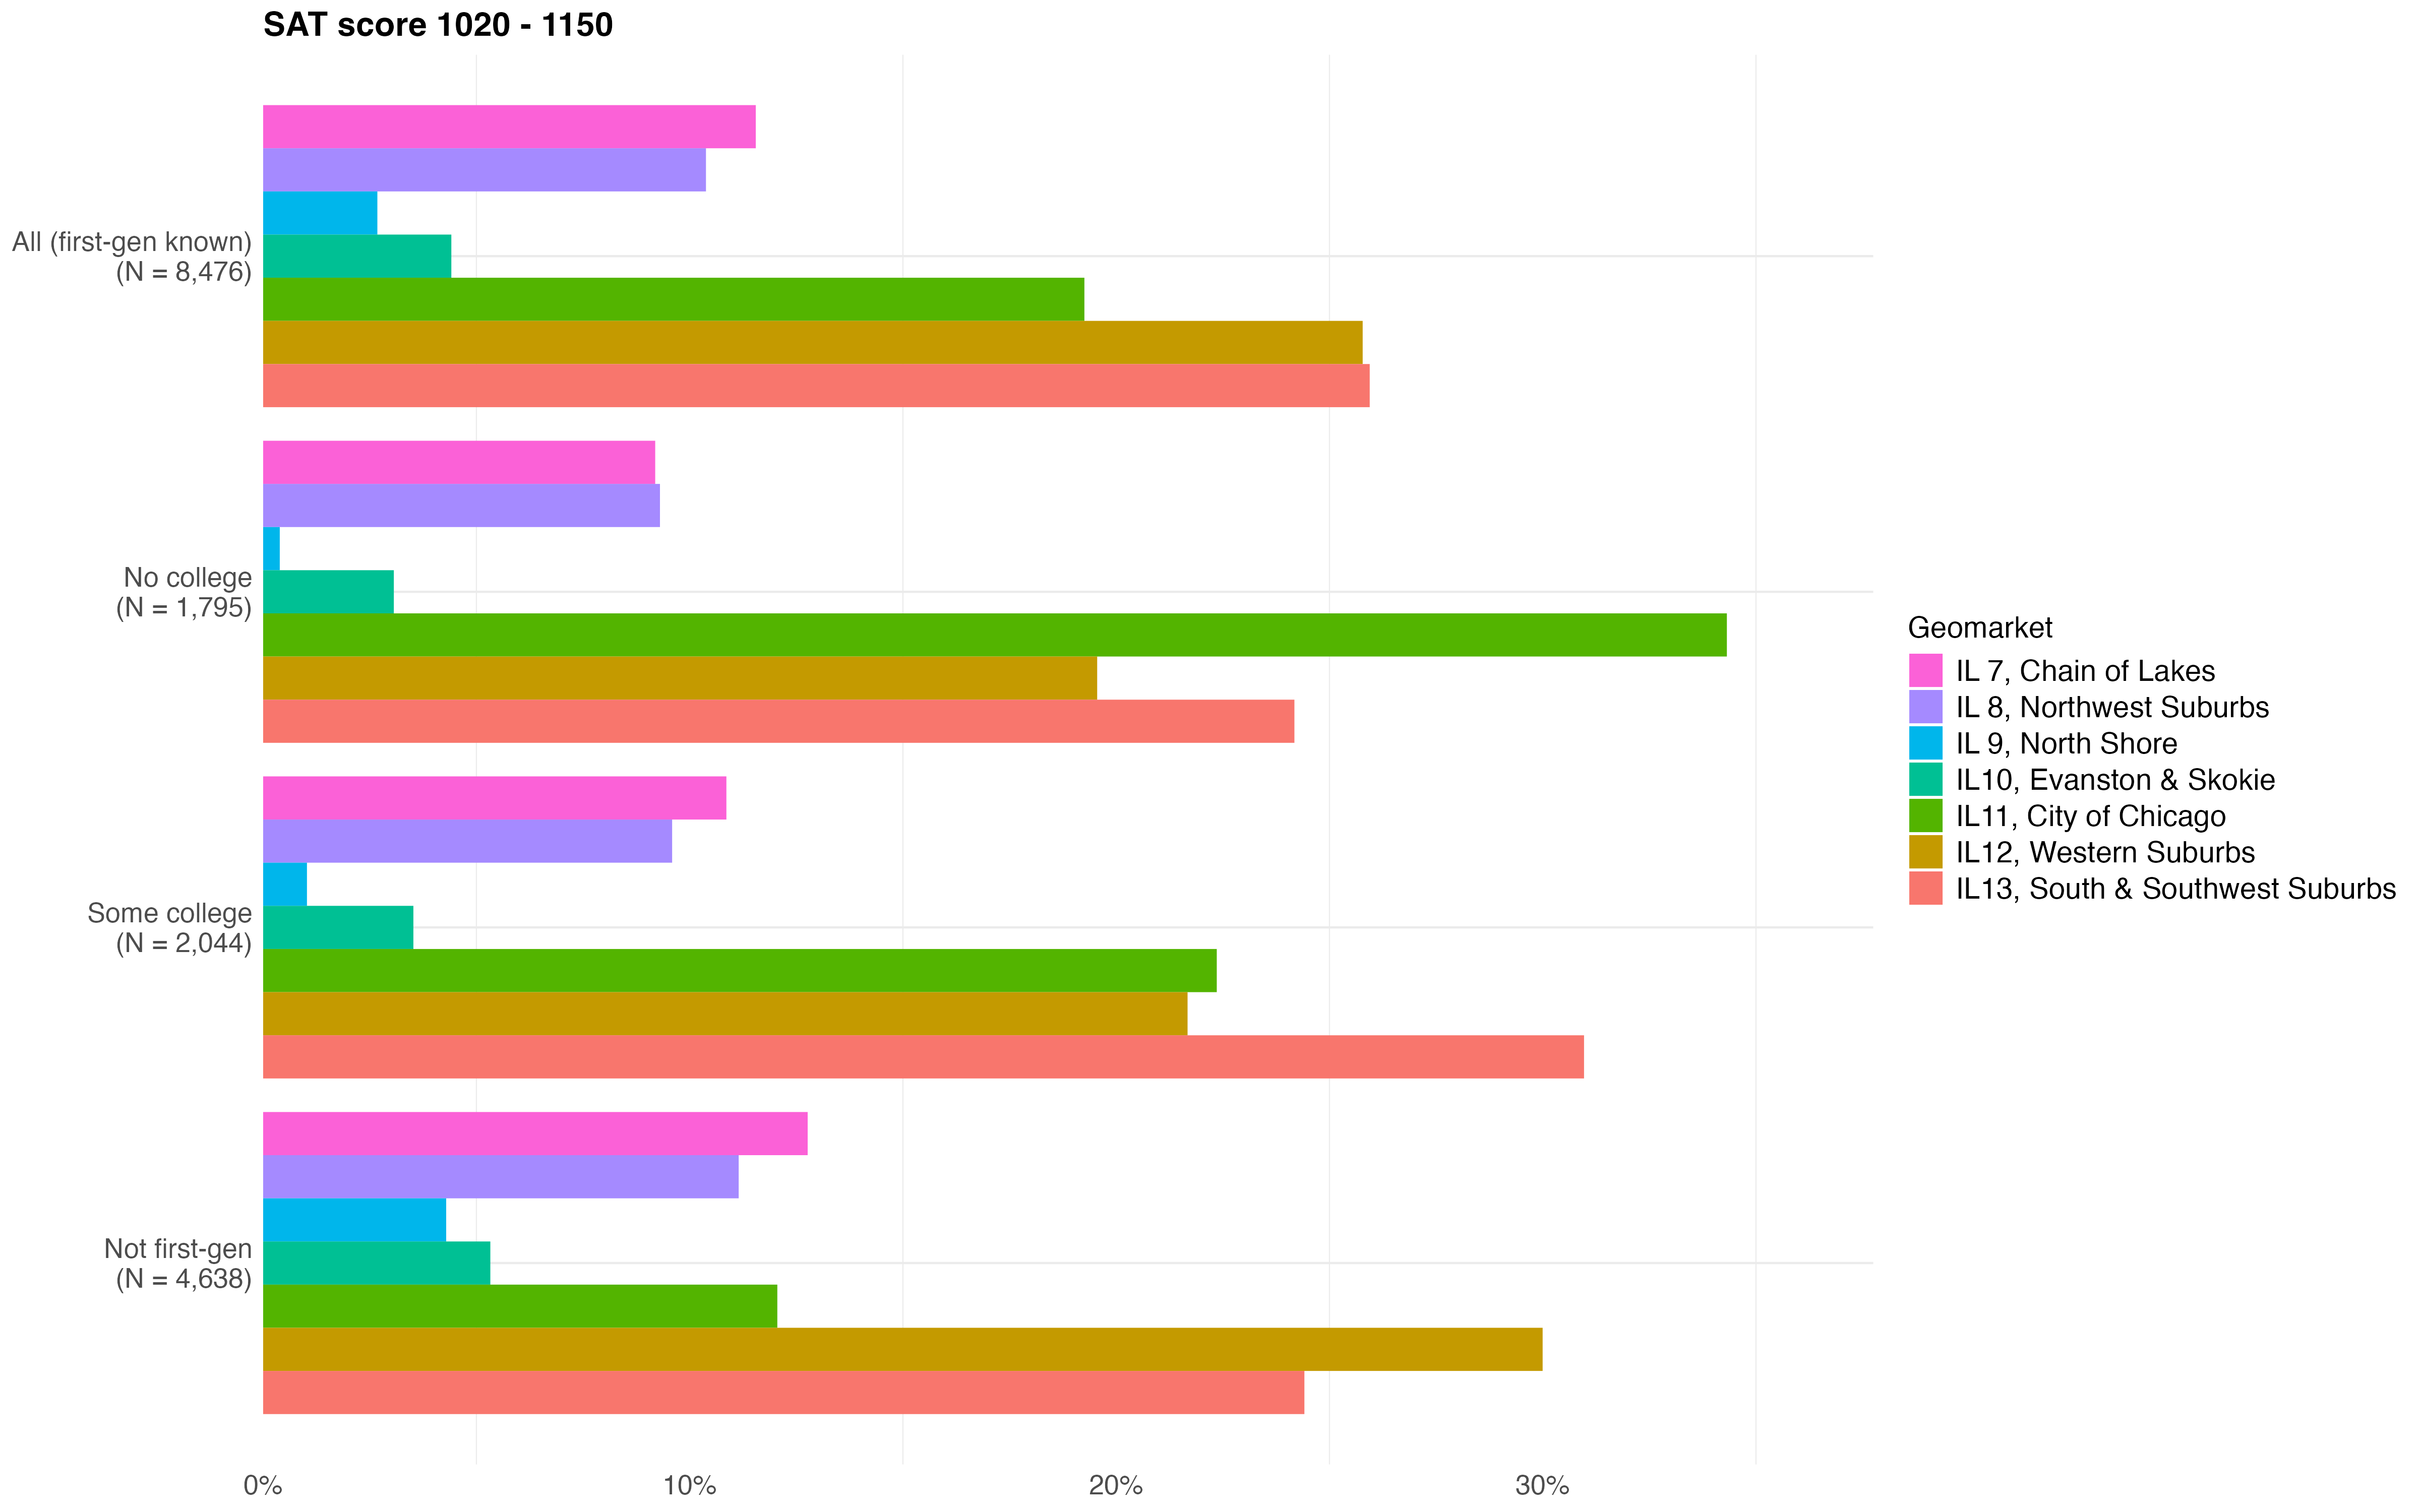 SAT score 1020 - 1150
All (first-gen known)
(N = 8,476)
No college
(N = 1,795)
Some college
(N = 2,044)
Not first-gen
(N = 4,638)
0%
10%
20%
30%
Geomarket
IL 7, Chain of Lakes
IL 8, Northwest Suburbs
IL 9, North Shore
IL10, Evanston & Skokie
IL11, City of Chicago
IL12, Western Suburbs
IL13, South & Southwest Suburbs